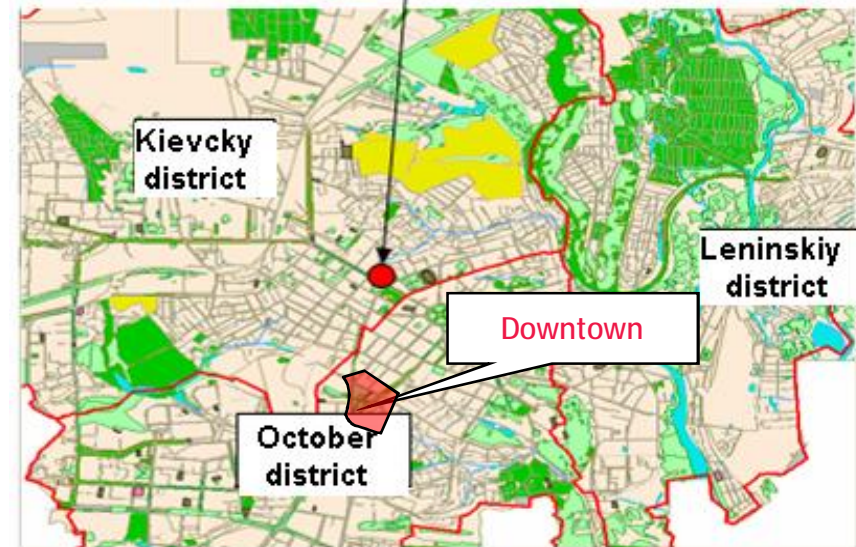 Kievcky
district
Leninskiy
district
Downtown
October
district